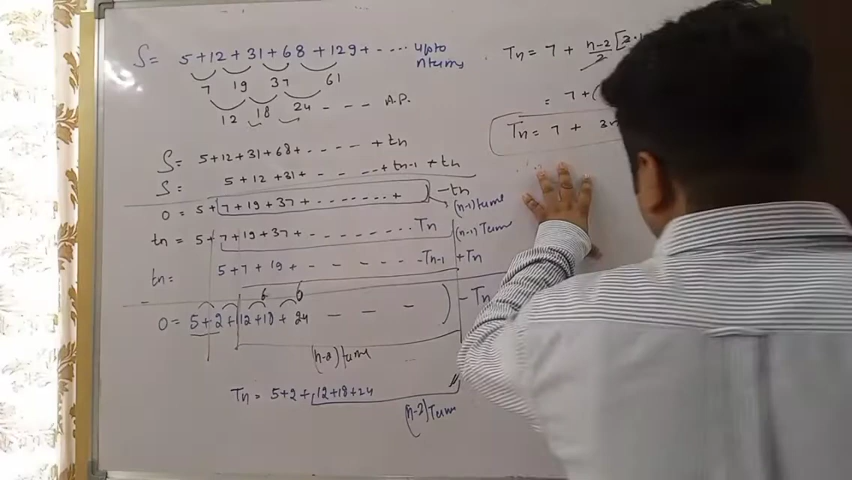 S = 5+12+31+68+129+ - - - - upto
n terms
7 19 37 61
12 18 24 - - - - A.P.
S = 5+12+31+68+ - - - - - + tn
S = 5+12+31+ - - - - - + tn-1 + tn
0 = 5+7+19+37+ - - - - - - - + ) -tn
(n-1) terms
tn = 5+7+19+37+ - - - - - - - Tn
(n-1) Term
tn = 5+7+19+ - - - - - - - Tn-1 + Tn
6 6
0 = 5+2+12+18+24 - - - ) - Tn
(n-2) terms
Tn = 5+2+12+18+24
(n-2) Term
Tn = 7 + n-2/2 [2·
= 7+(
Tn = 7 +